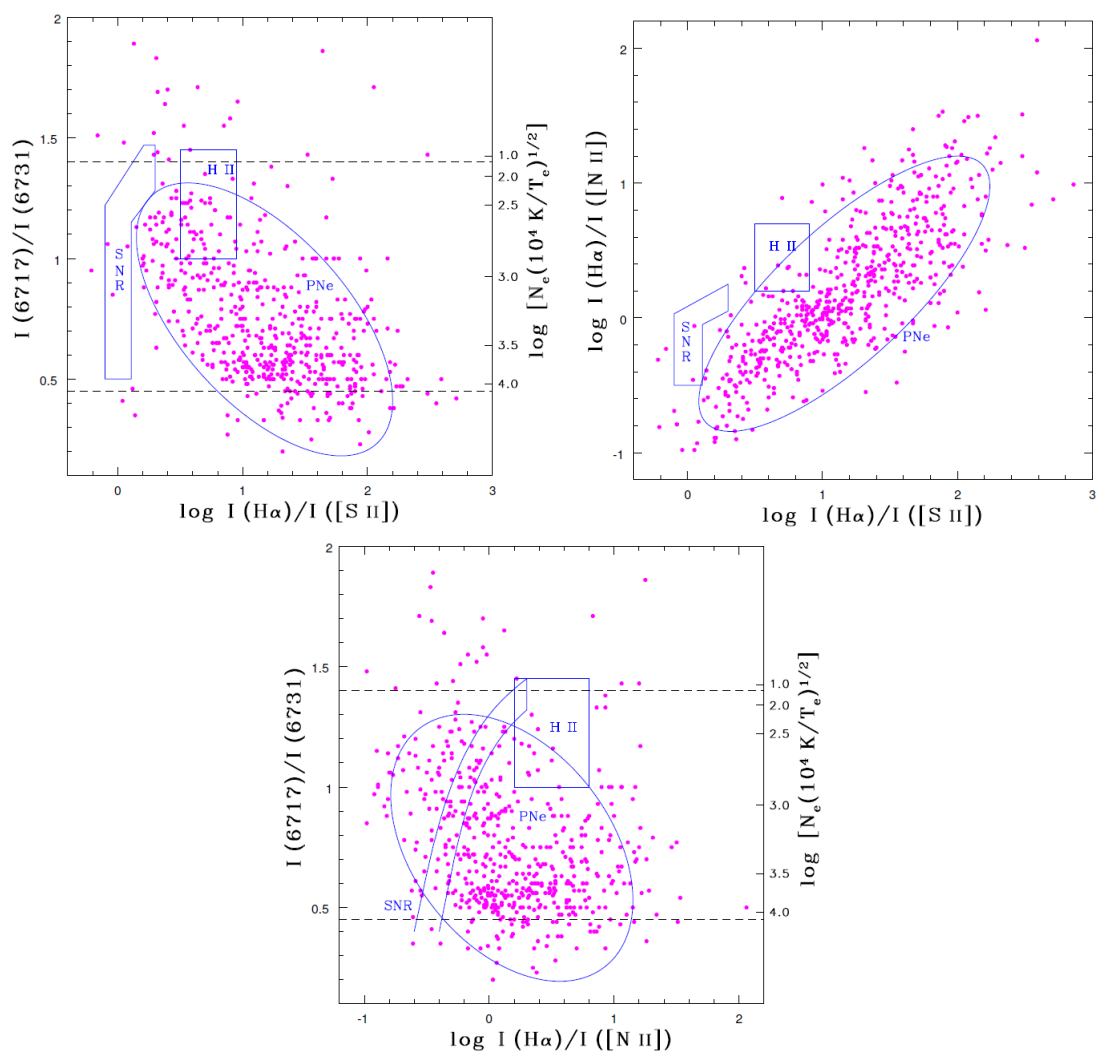 I (6717)/I (6731)
2
1.5
1
0.5
0
1
2
3
log I (Hα)/I ([S II])
1.0
2.0
2.5
3.0
3.5
4.0
log [Nₑ(10⁴ K/Tₑ)¹/²]
H II
S
N
R
PNe
log I (Hα)/I ([N II])
2
1
0
-1
0
1
2
3
log I (Hα)/I ([S II])
H II
S
N
R
PNe
I (6717)/I (6731)
2
1.5
1
0.5
-1
0
1
2
log I (Hα)/I ([N II])
1.0
2.0
2.5
3.0
3.5
4.0
log [Nₑ(10⁴ K/Tₑ)¹/²]
H II
PNe
SNR